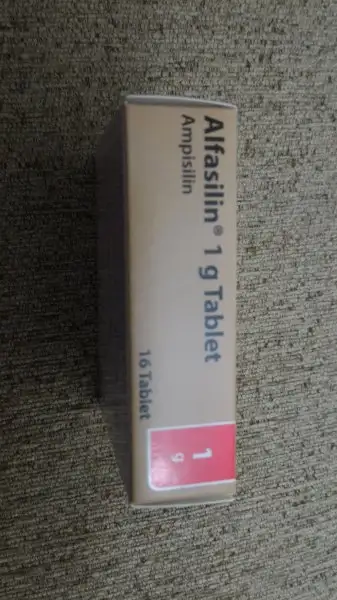 Alfasilin® 1 g Tablet
Ampisilin
16 Tablet
1
g